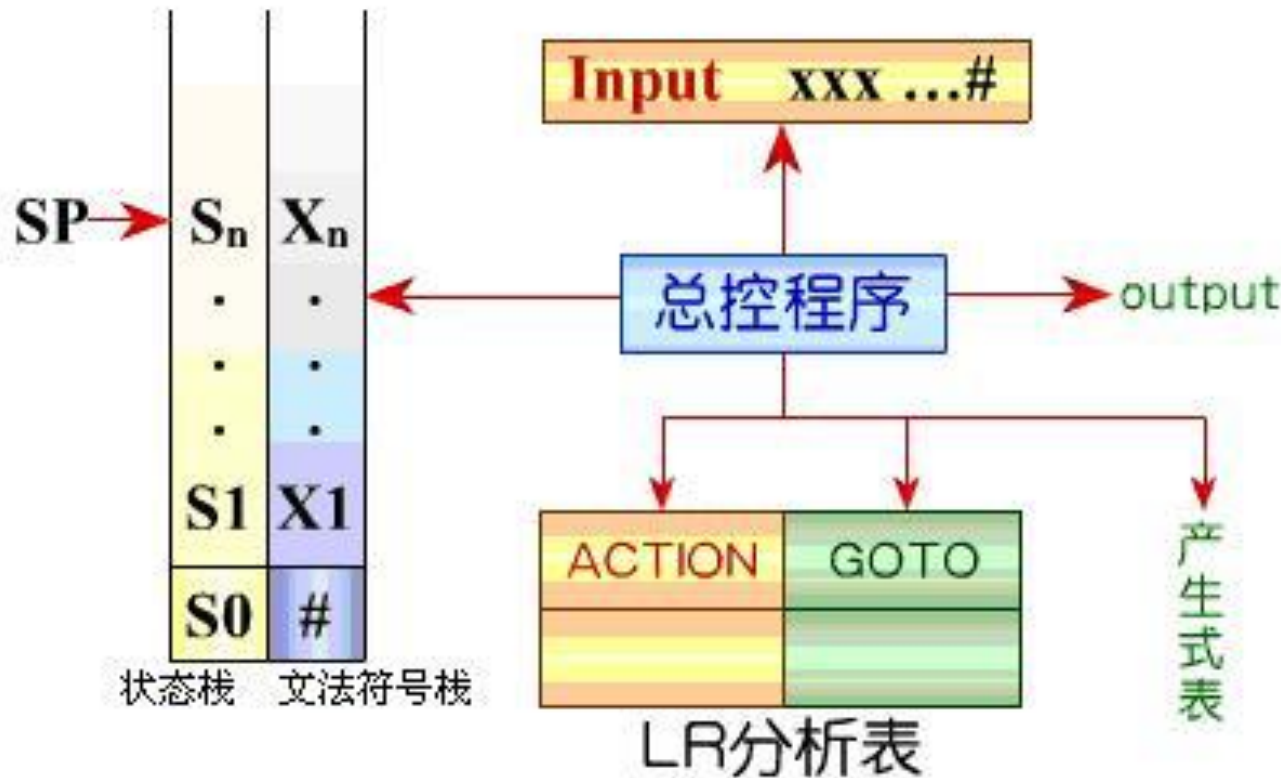 Input xxx ...#
SP
Sn Xn
. .
. .
. .
S1 X1
S0 #
状态栈 文法符号栈
总控程序
output
ACTION GOTO
产生式表
LR分析表